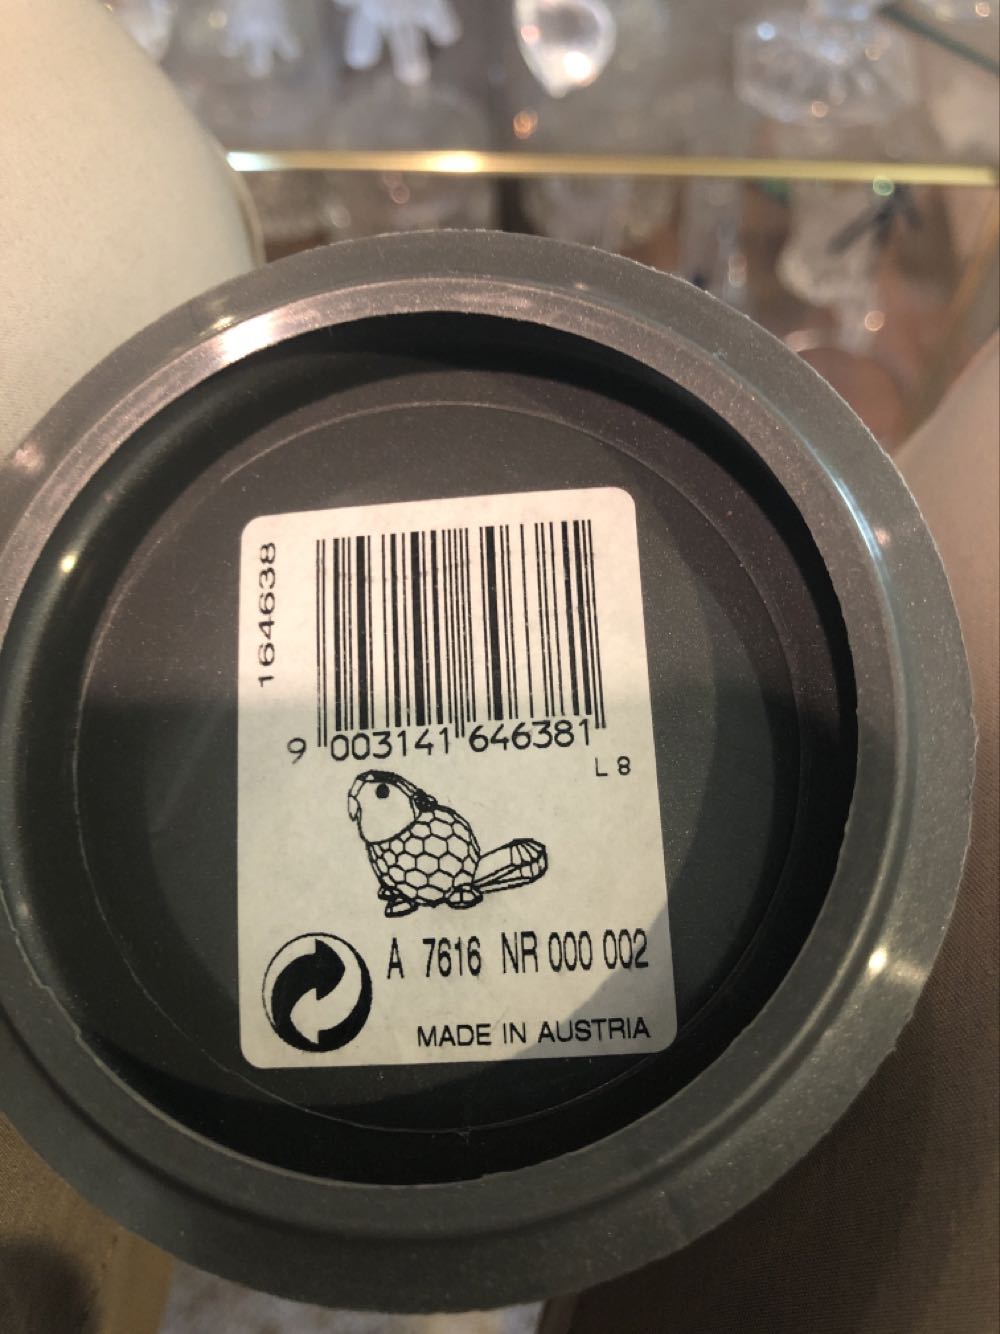 164638
9 003141 646381
L 8
A 7616 NR 000 002
MADE IN AUSTRIA